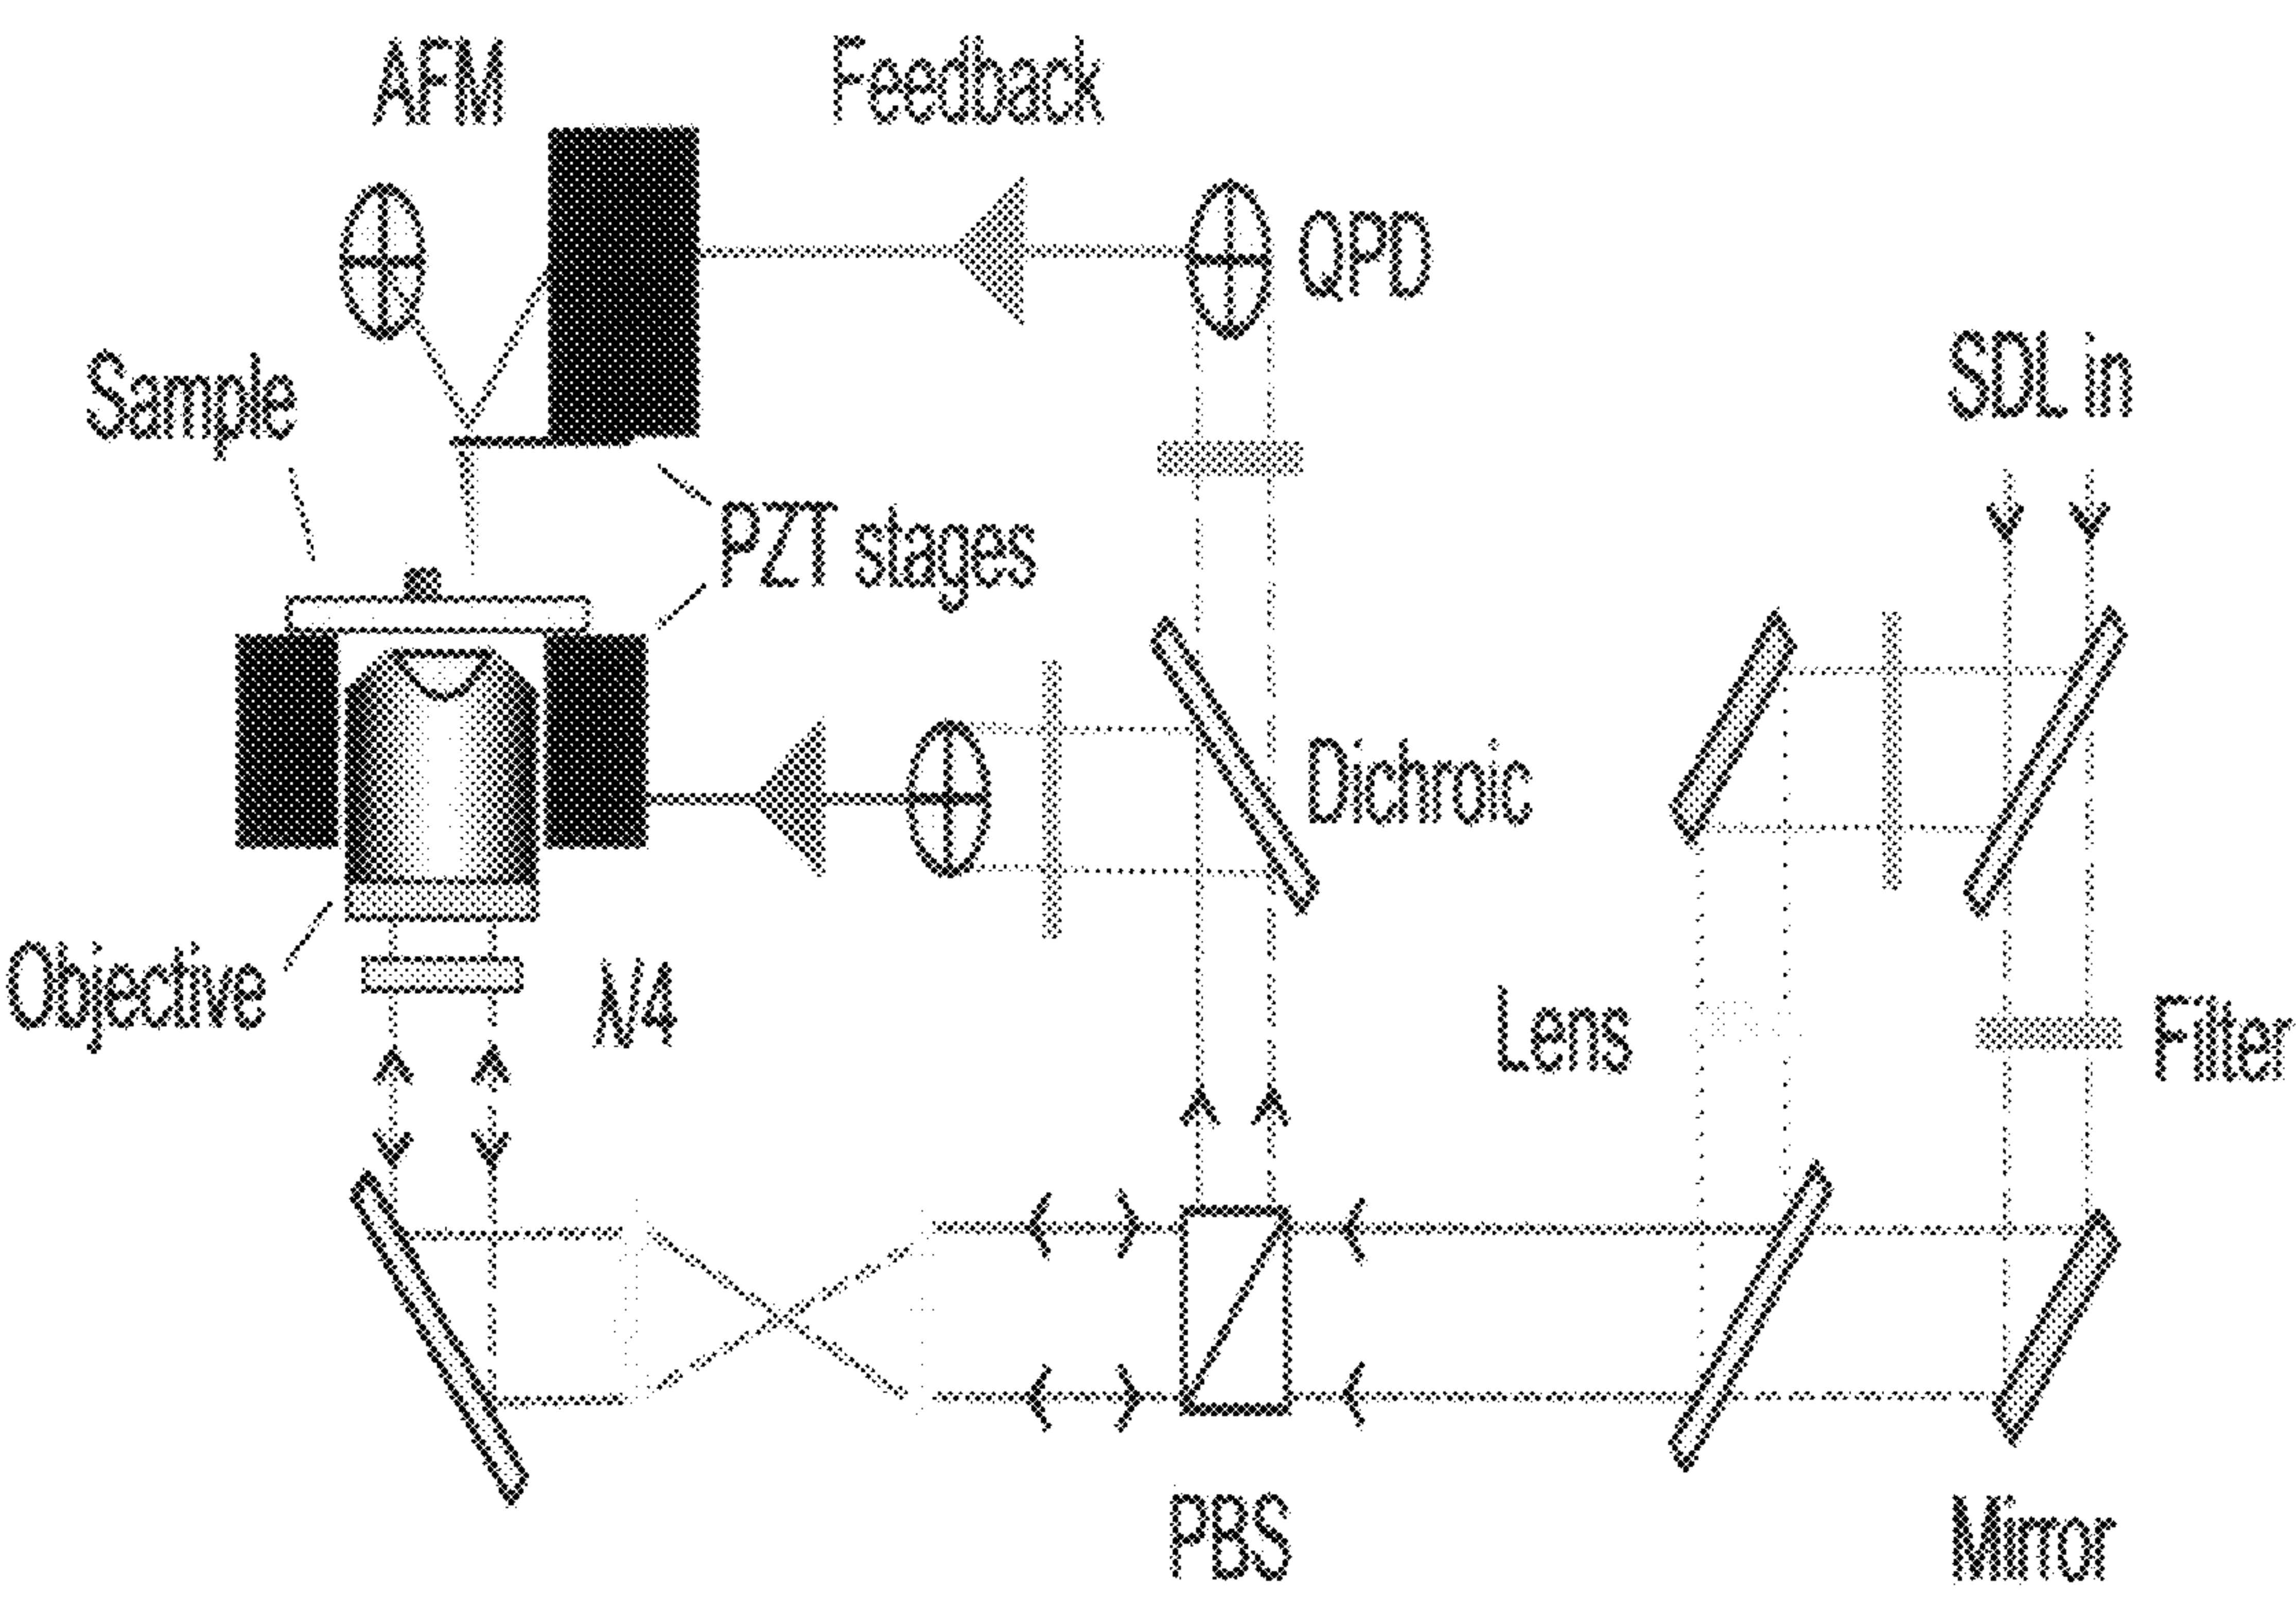 AFM
Feedback
QPD
Sample
SDL in
PZT stages
Dichroic
Objective
λ/4
Lens
Filter
PBS
Mirror